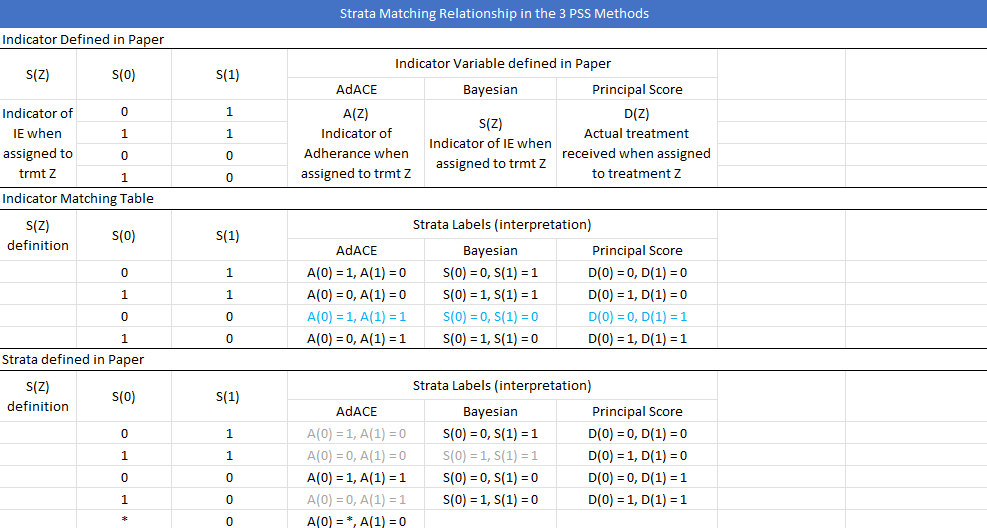 Strata Matching Relationship in the 3 PSS Methods
Indicator Defined in Paper
S(Z) S(0) S(1) Indicator Variable defined in Paper
AdACE Bayesian Principal Score
Indicator of IE when assigned to trmt Z
0 1
1 1
0 0
1 0
A(Z)
Indicator of
Adherance when
assigned to trmt Z
S(Z)
Indicator of IE when
assigned to trmt Z
D(Z)
Actual treatment
received when assigned
to treatment Z
Indicator Matching Table
S(Z) definition S(0) S(1) Strata Labels (interpretation)
AdACE Bayesian Principal Score
0 1 A(0) = 1, A(1) = 0 S(0) = 0, S(1) = 1 D(0) = 0, D(1) = 0
1 1 A(0) = 0, A(1) = 0 S(0) = 1, S(1) = 1 D(0) = 1, D(1) = 0
0 0 A(0) = 1, A(1) = 1 S(0) = 0, S(1) = 0 D(0) = 0, D(1) = 1
1 0 A(0) = 0, A(1) = 1 S(0) = 1, S(1) = 0 D(0) = 1, D(1) = 1
Strata defined in Paper
S(Z) definition S(0) S(1) Strata Labels (interpretation)
AdACE Bayesian Principal Score
0 1 A(0) = 1, A(1) = 0 S(0) = 0, S(1) = 1 D(0) = 0, D(1) = 0
1 1 A(0) = 0, A(1) = 0 S(0) = 1, S(1) = 1 D(0) = 1, D(1) = 0
0 0 A(0) = 1, A(1) = 1 S(0) = 0, S(1) = 0 D(0) = 0, D(1) = 1
1 0 A(0) = 0, A(1) = 1 S(0) = 1, S(1) = 0 D(0) = 1, D(1) = 1
* 0 A(0) = *, A(1) = 0